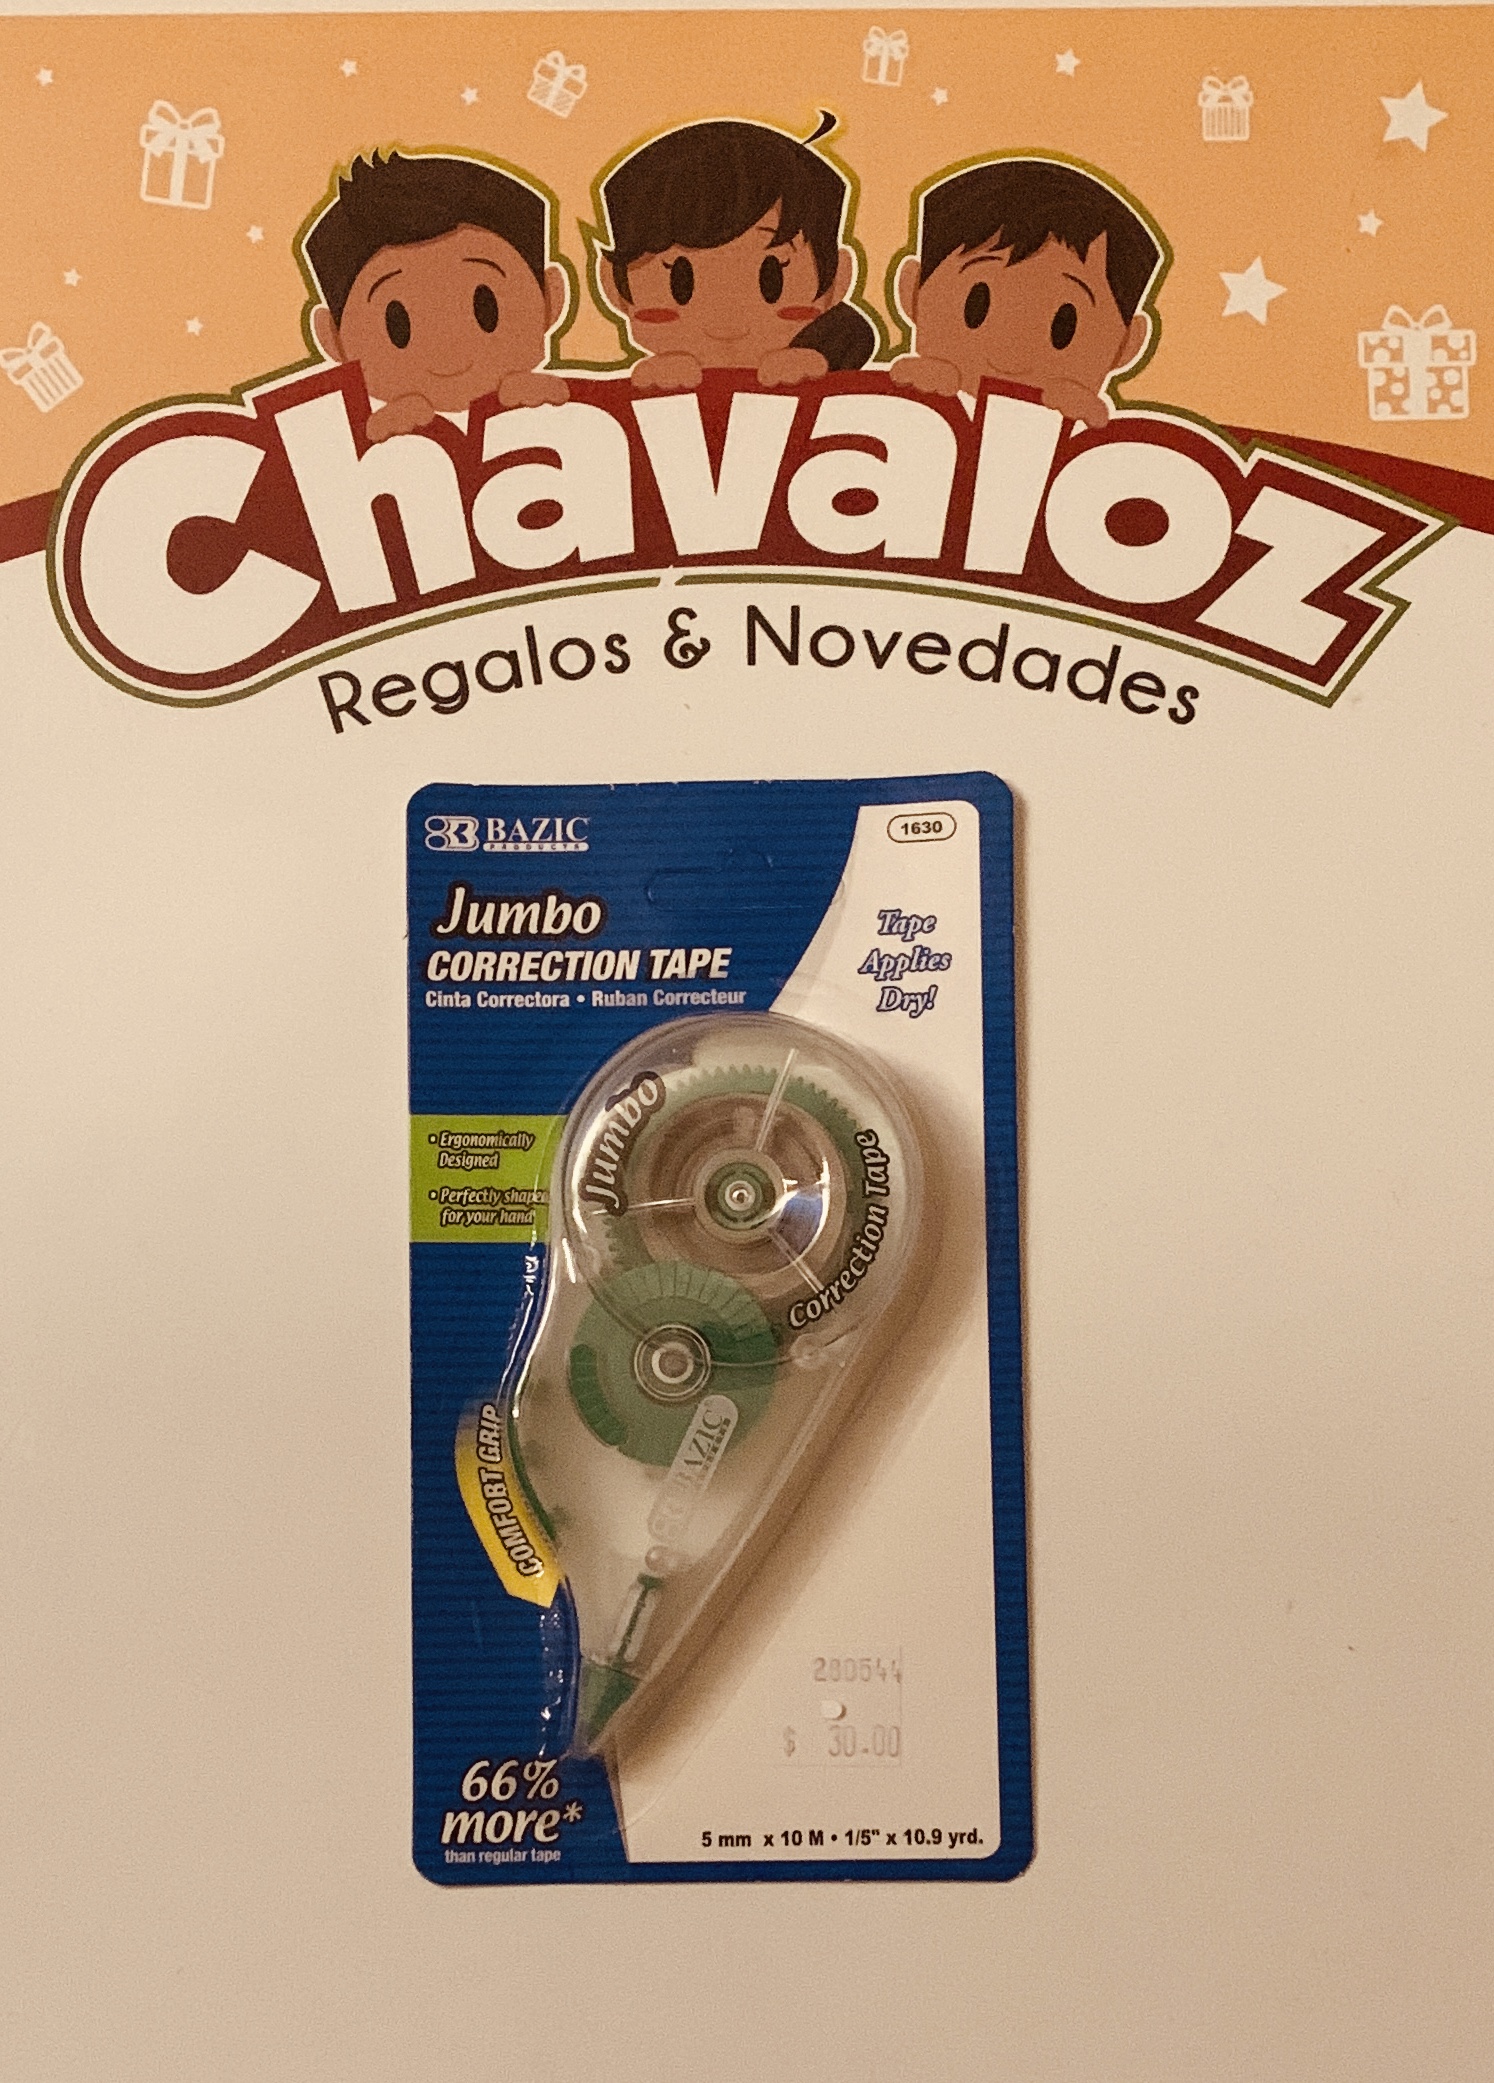 Chavaloz
Regalos & Novedades
BAZIC
PRODUCTS
1630
Jumbo
CORRECTION TAPE
Cinta Correctora • Ruban Correcteur
Tape
Applies
Dry!
• Ergonomically
Designed
• Perfectly shaped
for your hand
Jumbo
Correction Tape
BAZIC
COMFORT GRIP
280544
$ 30.00
66%
more*
than regular tape
5 mm x 10 M • 1/5" x 10.9 yrd.